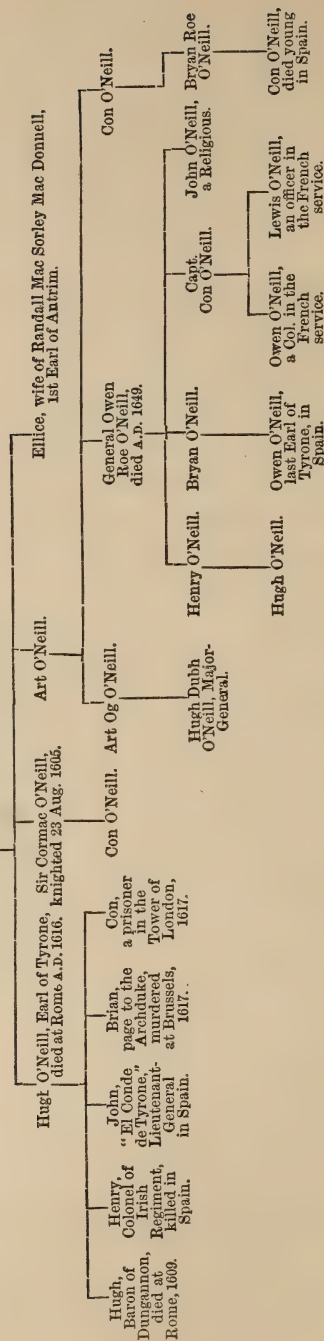 Hugh O'Neill, Earl of Tyrone,
died at Rome A.D. 1616.
Sir Cormac O'Neill,
knighted 23 Aug. 1605.
Art O'Neill.
Ellice, wife of Randall Mac Sorley Mac Donnell,
1st Earl of Antrim.
Hugh,
Baron of
Dungannon,
died at
Rome, 1609.
Henry,
Colonel of
Irish
Regiment,
killed in
Spain.
John,
"El Conde
de Tyrone,"
Lieutenant-
General
in Spain.
Brian,
page to the
Archduke,
murdered
at Brussels,
1617.
Con,
a prisoner
in the
Tower of
London,
1617.
Con O'Neill.
Art Og O'Neill.
General Owen
Roe O'Neill,
died A.D. 1649.
Con O'Neill.
Hugh Dubh
O'Neill, Major-
General.
Henry O'Neill.
Bryan O'Neill.
Capt.
Con O'Neill.
John O'Neill,
a Religious.
Bryan Roe
O'Neill.
Hugh O'Neill.
Owen O'Neill,
last Earl of
Tyrone, in
Spain.
Owen O'Neill,
a Col. in the
French
service.
Lewis O'Neill,
an officer in
the French
service.
Con O'Neill,
died young
in Spain.